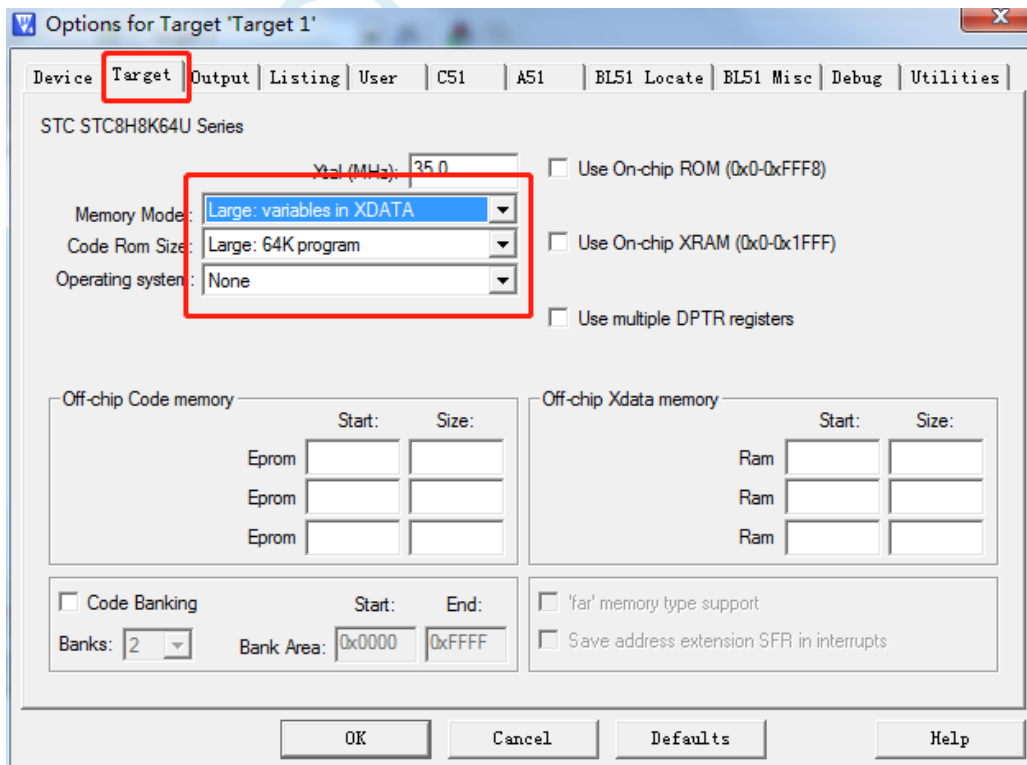 Options for Target 'Target 1'
Device Target Output Listing User C51 A51 BL51 Locate BL51 Misc Debug Utilities
STC STC8H8K64U Series
Xtal (MHz): 35.0
Use On-chip ROM (0x0-0xFFF8)
Memory Model: Large: variables in XDATA
Code Rom Size: Large: 64K program
Use On-chip XRAM (0x0-0x1FFF)
Operating system: None
Use multiple DPTR registers
Off-chip Code memory
Start: Size:
Eprom
Eprom
Eprom
Off-chip Xdata memory
Start: Size:
Ram
Ram
Ram
Code Banking Start: End:
Banks: 2 Bank Area: 0x0000 0xFFFF
'far' memory type support
Save address extension SFR in interrupts
OK Cancel Defaults Help